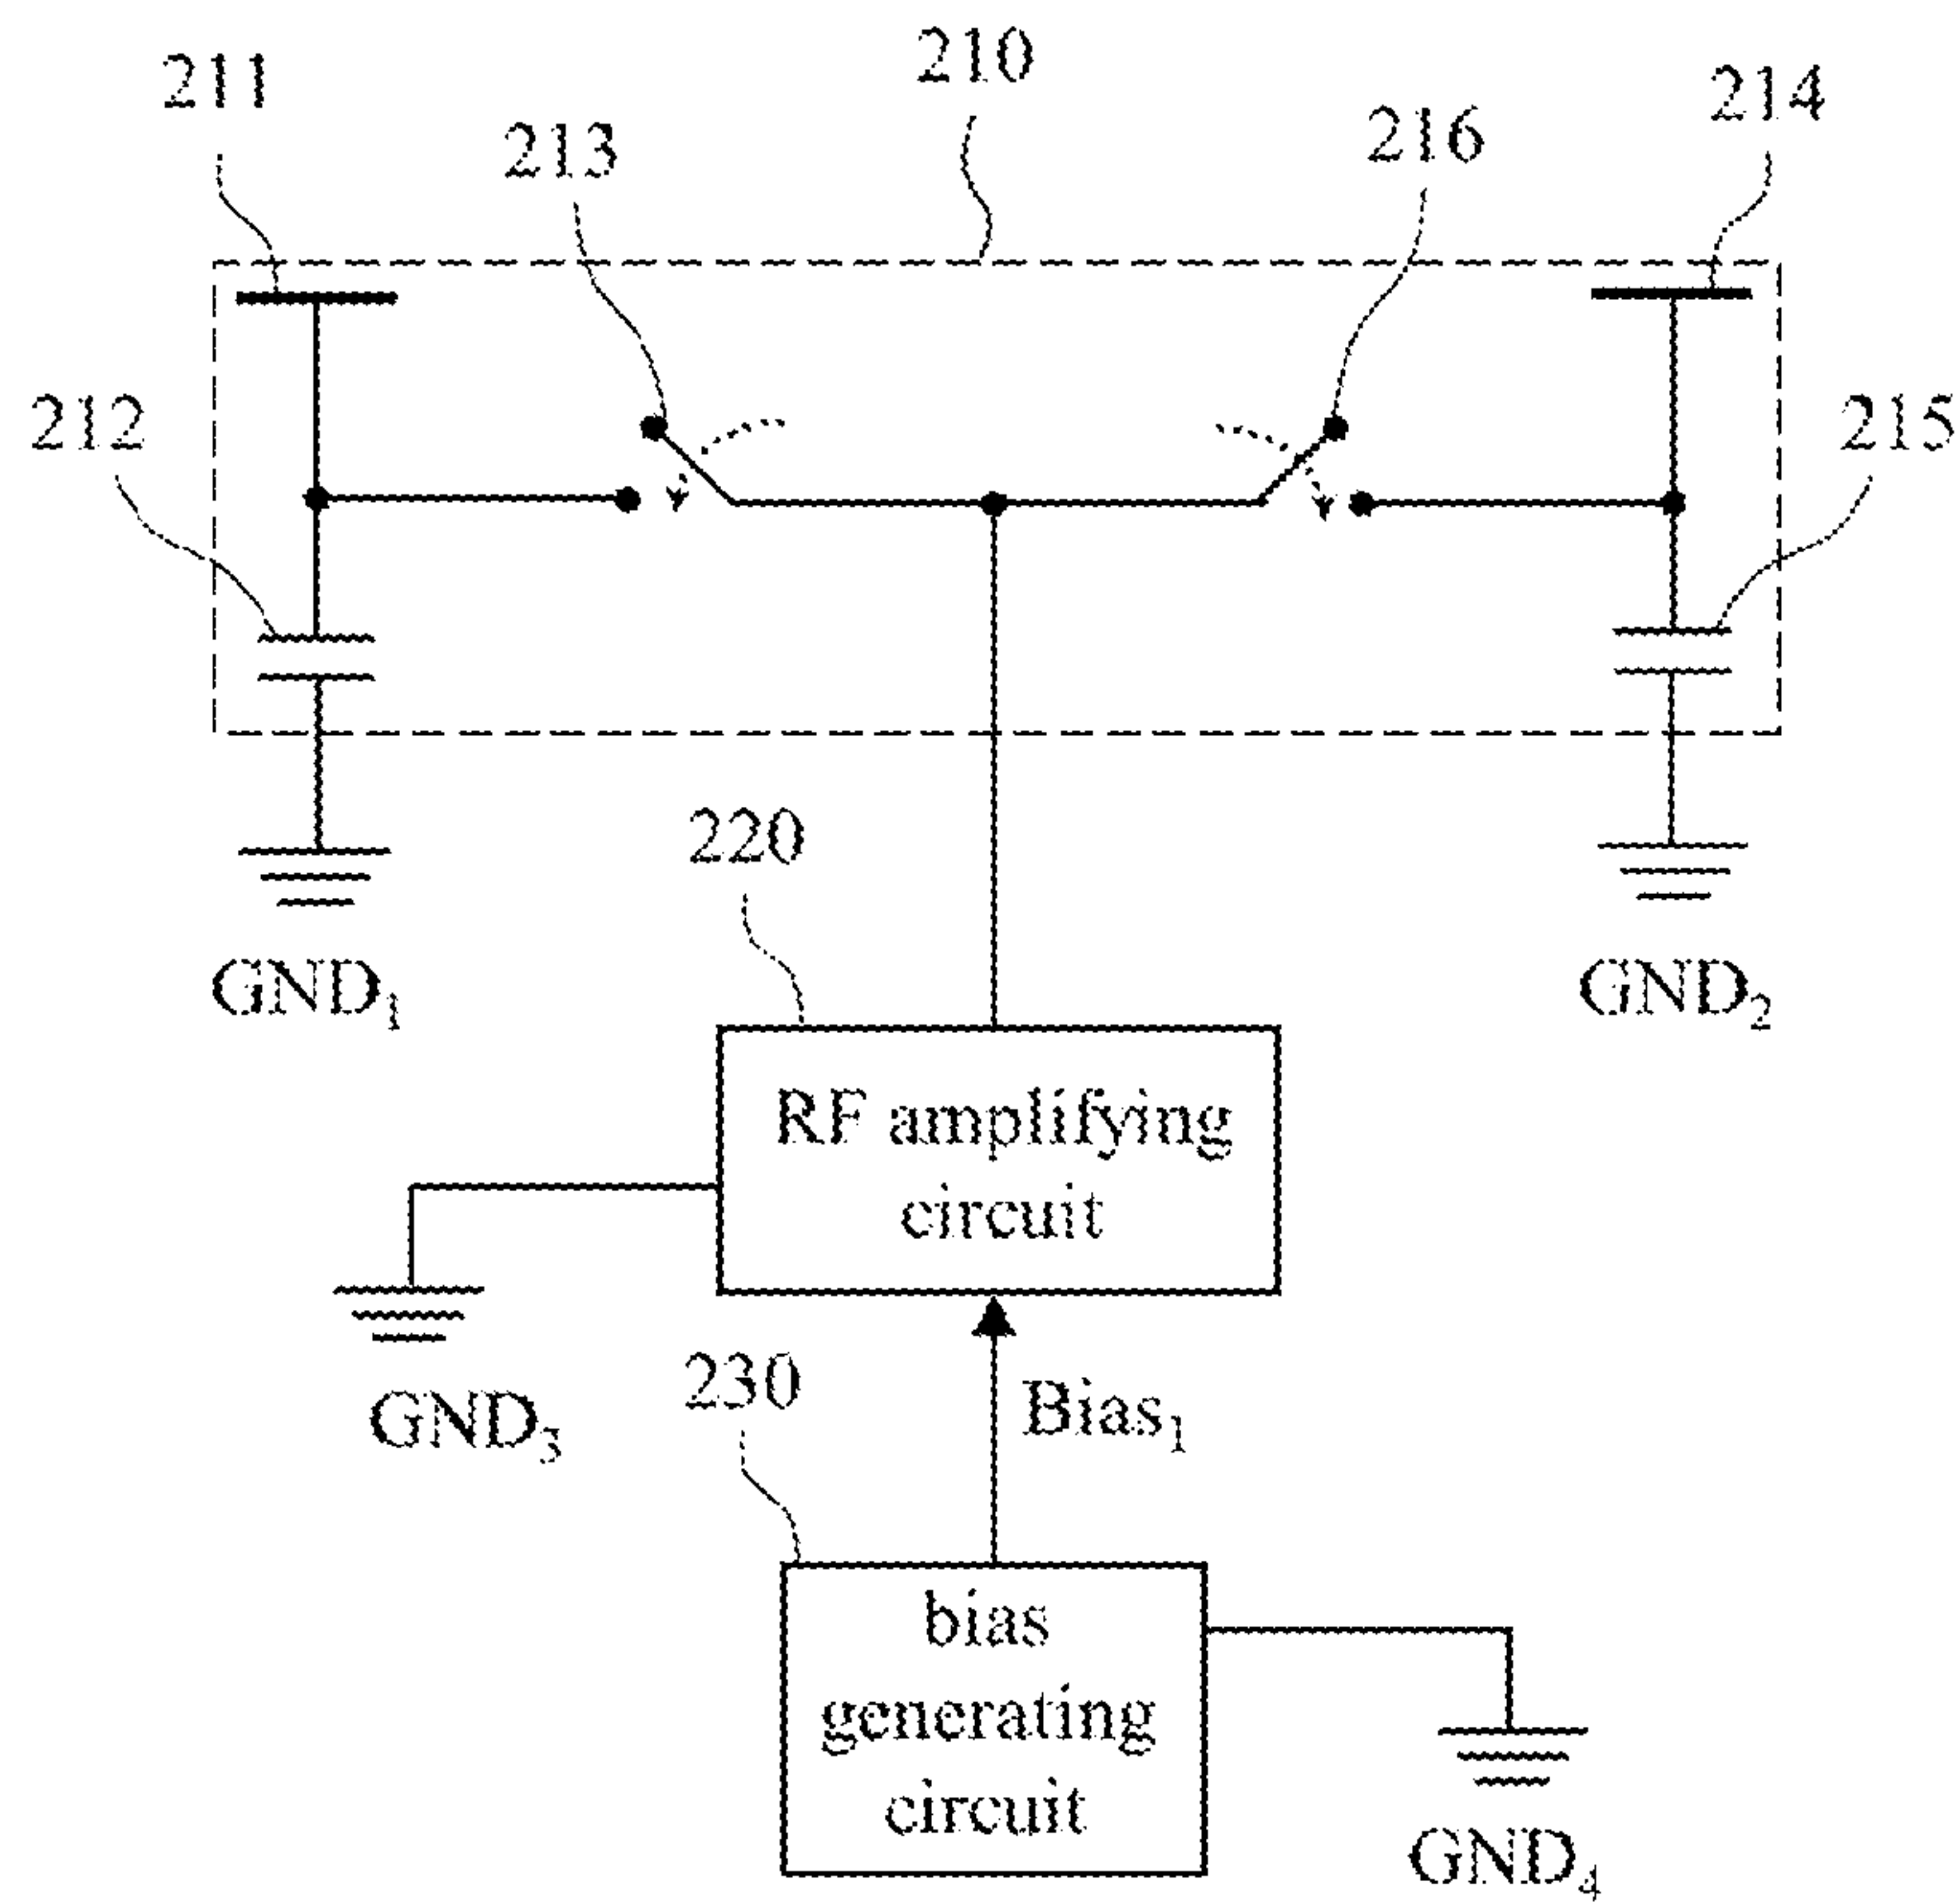 210
211
214
213
216
212
215
220
GND1
GND2
RF amplifying
circuit
230
Bias1
GND3
bias
generating
circuit
GND4